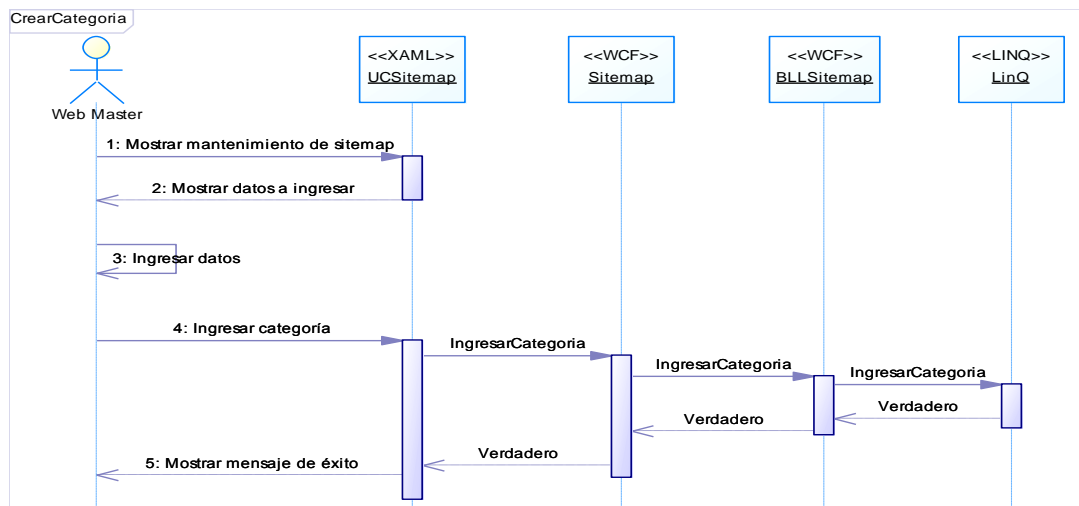 CrearCategoria
Web Master
<<XAML>>
UCSitemap
<<WCF>>
Sitemap
<<WCF>>
BLLSitemap
<<LINQ>>
LinQ
1: Mostrar mantenimiento de sitemap
2: Mostrar datos a ingresar
3: Ingresar datos
4: Ingresar categoría
IngresarCategoria
IngresarCategoria
IngresarCategoria
Verdadero
Verdadero
Verdadero
5: Mostrar mensaje de éxito